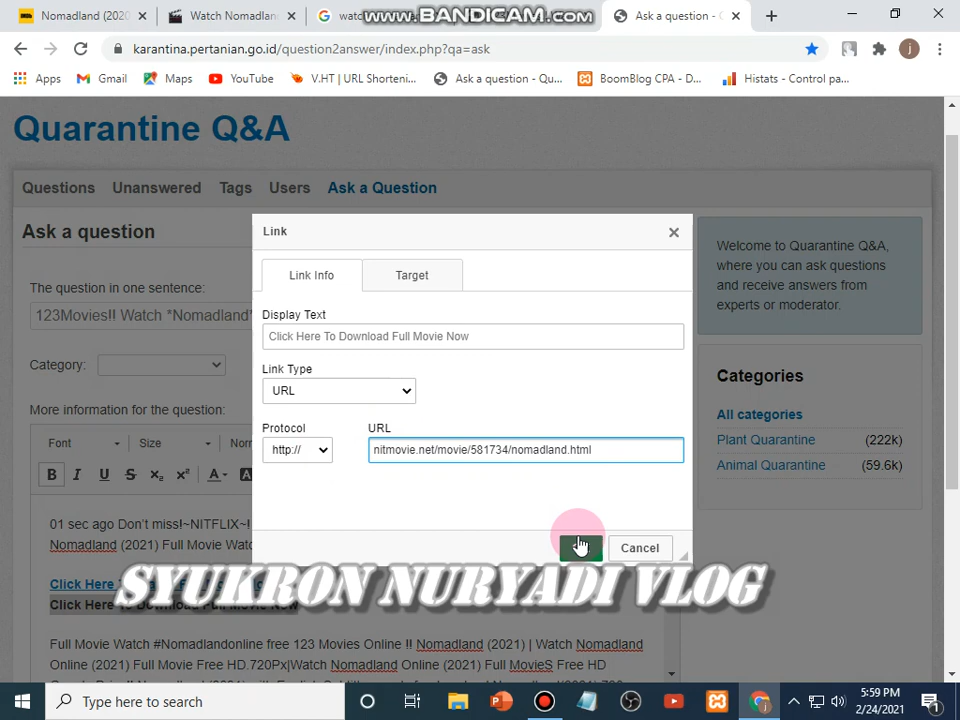 Nomadland (2020
Watch Nomadlan
wat
WWW.BANDICAM.COM
Ask a question - Q
karantina.pertanian.go.id/question2answer/index.php?qa=ask
j
Apps
Gmail
Maps
YouTube
V.HT | URL Shorteni...
Ask a question - Qu...
BoomBlog CPA - D...
Histats - Control pa...
Quarantine Q&A
Questions
Unanswered
Tags
Users
Ask a Question
Ask a question
The question in one sentence:
123Movies!! Watch "Nomadland"
Category:
More information for the question:
Font
Size
Norr
B I U S x₂ x² A A
01 sec ago Don't miss!~NITFLIX~!
Nomadland (2021) Full Movie Watc
Click Here
Click Here To Download Full Movie Now
Full Movie Watch #Nomadlandonline free 123 Movies Online !! Nomadland (2021) | Watch Nomadland
Online (2021) Full Movie Free HD.720Px|Watch Nomadland Online (2021) Full MovieS Free HD
Link
Link Info
Target
Display Text
Click Here To Download Full Movie Now
Link Type
URL
Protocol
URL
http://
nitmovie.net/movie/581734/nomadland.html
Cancel
Welcome to Quarantine Q&A,
where you can ask questions
and receive answers from
experts or moderator.
Categories
All categories
Plant Quarantine (222k)
Animal Quarantine (59.6k)
SYUKRON NURYADI VLOG
Type here to search
5:59 PM
2/24/2021
1